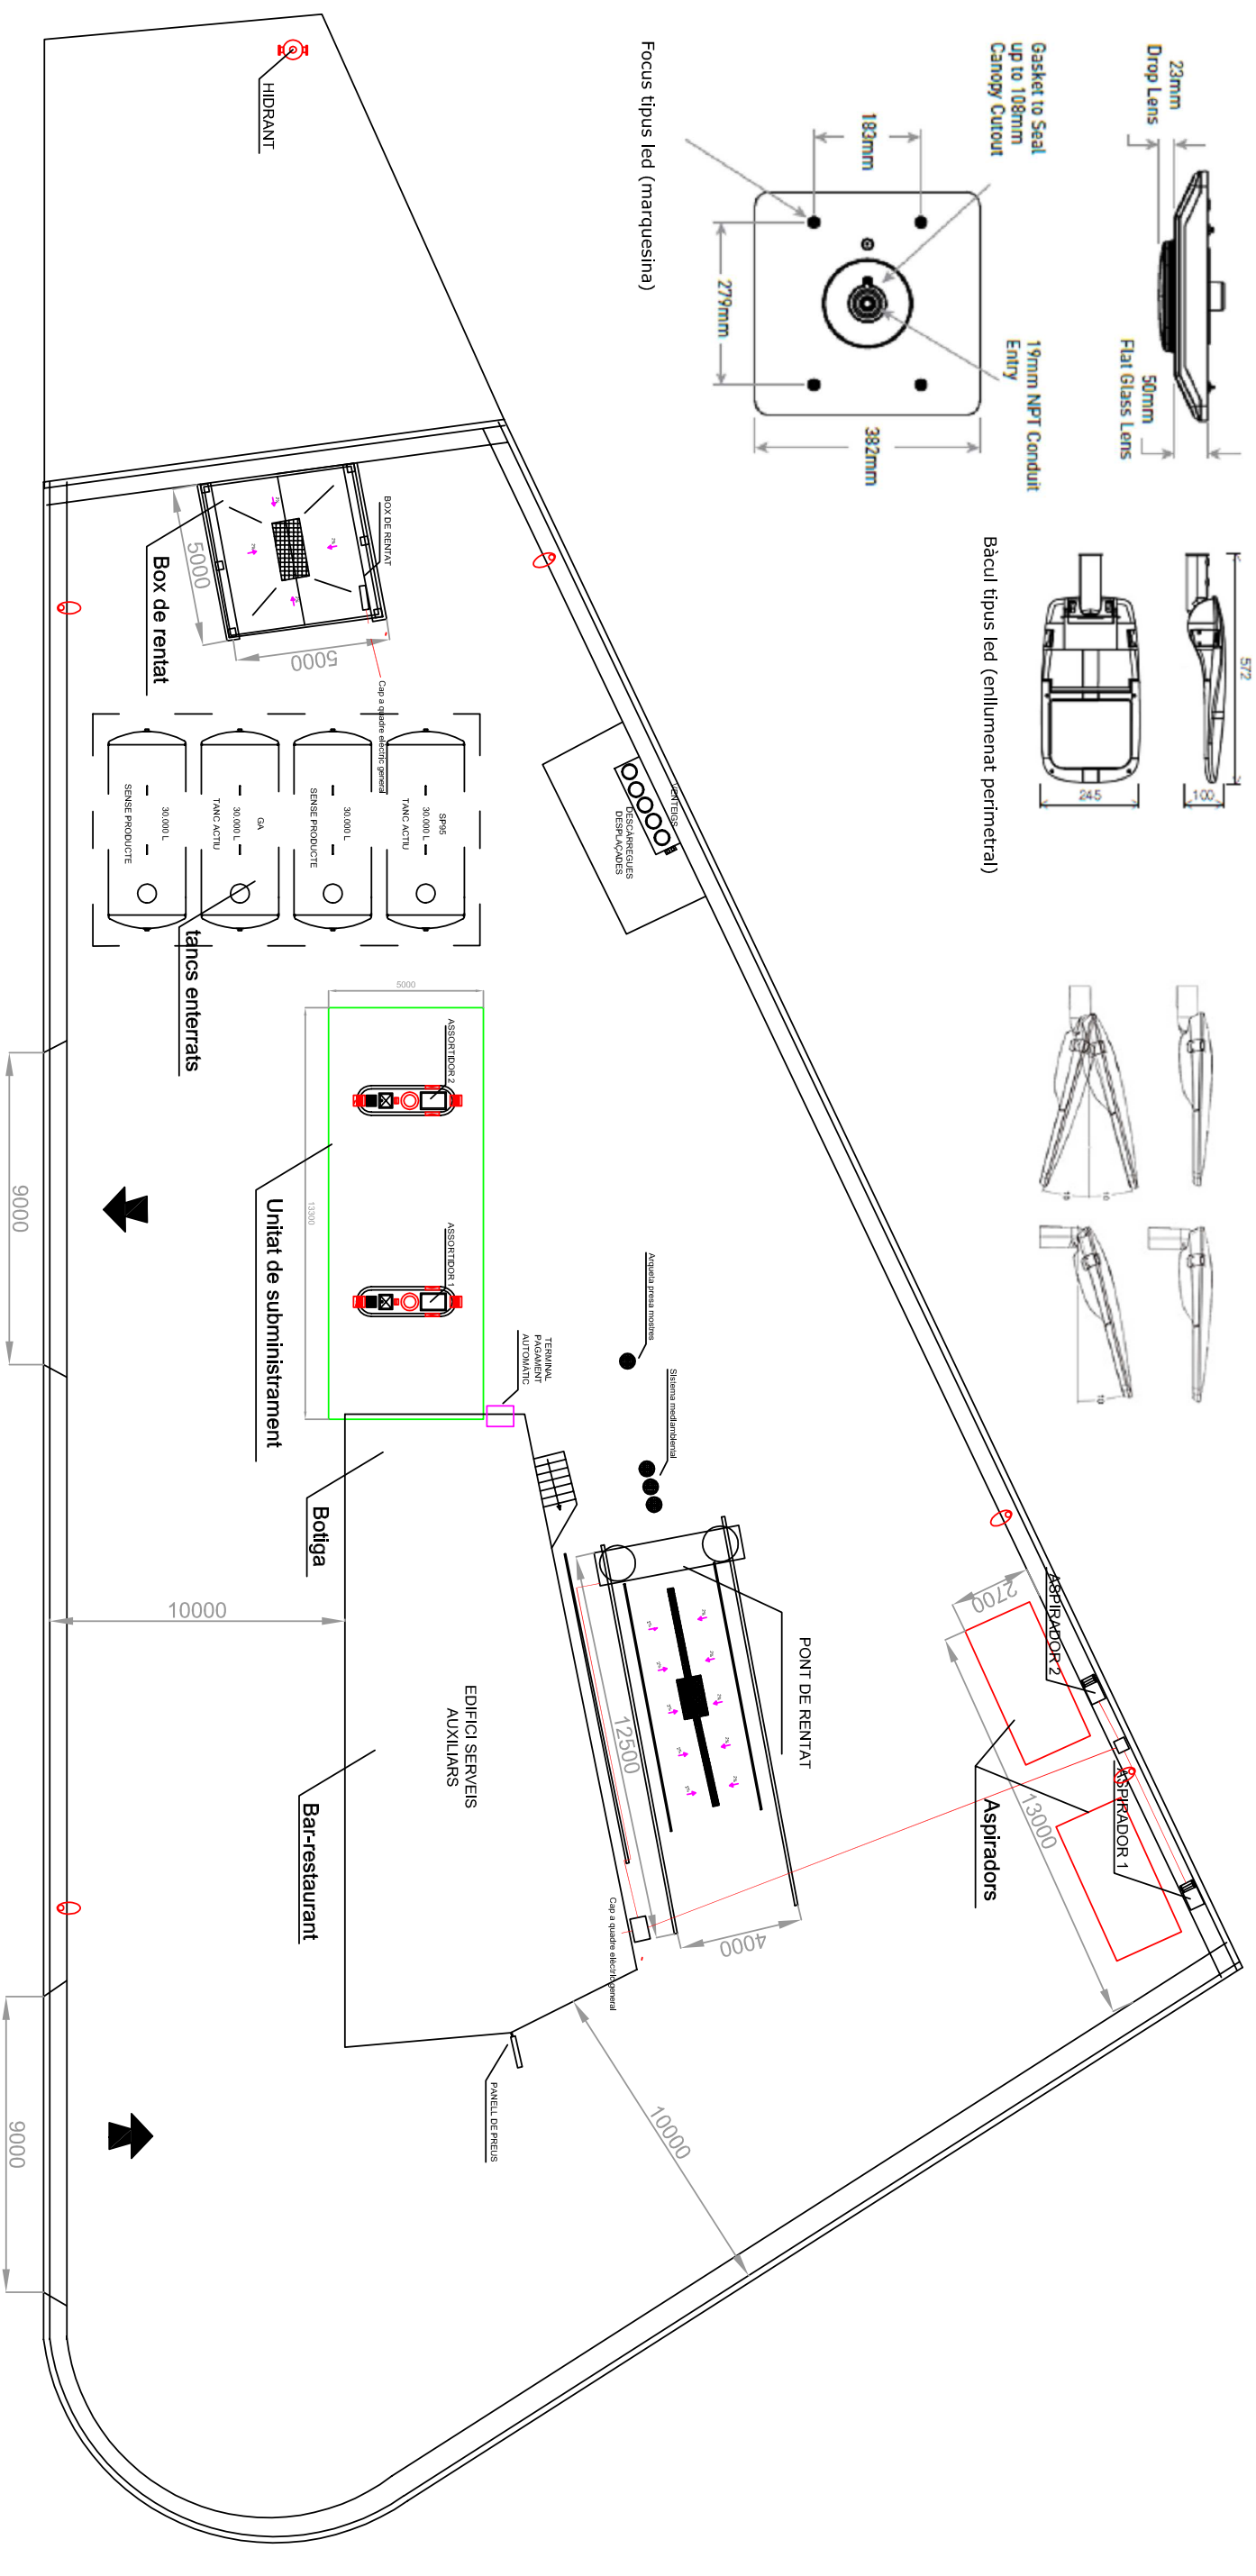 23mm
Drop Lens
50mm
Flat Glass Lens
Gasket to Seal
up to 108mm
Canopy Cutout
19mm NPT Conduit
Entry
183mm
279mm
382mm
Focus tipus led (marquesina)
572
100
245
Bàcul tipus led (enllumenat perimetral)
15
10
10
HIDRANT
BOX DE RENTAT
5000
5000
Box de rentat
Cap a quadre elèctric general
VENTEIGS
DESCÀRREGUES
DESPLAÇADES
SP95
30.000 L
TANC ACTIU
30.000 L
SENSE PRODUCTE
GA
30.000 L
TANC ACTIU
30.000 L
SENSE PRODUCTE
tancs enterrats
5000
13300
ASSORTIDOR 2
ASSORTIDOR 1
Unitat de subministrament
9000
TERMINAL
PAGAMENT
AUTOMÀTIC
Arqueta presa mostres
Sistema mediambiental
Botiga
10000
EDIFICI SERVEIS
AUXILIARS
Bar-restaurant
PONT DE RENTAT
12500
4000
Cap a quadre elèctric general
2700
ASPIRADOR 2
ASPIRADOR 1
13000
Aspiradors
PANELL DE PREUS
10000
9000